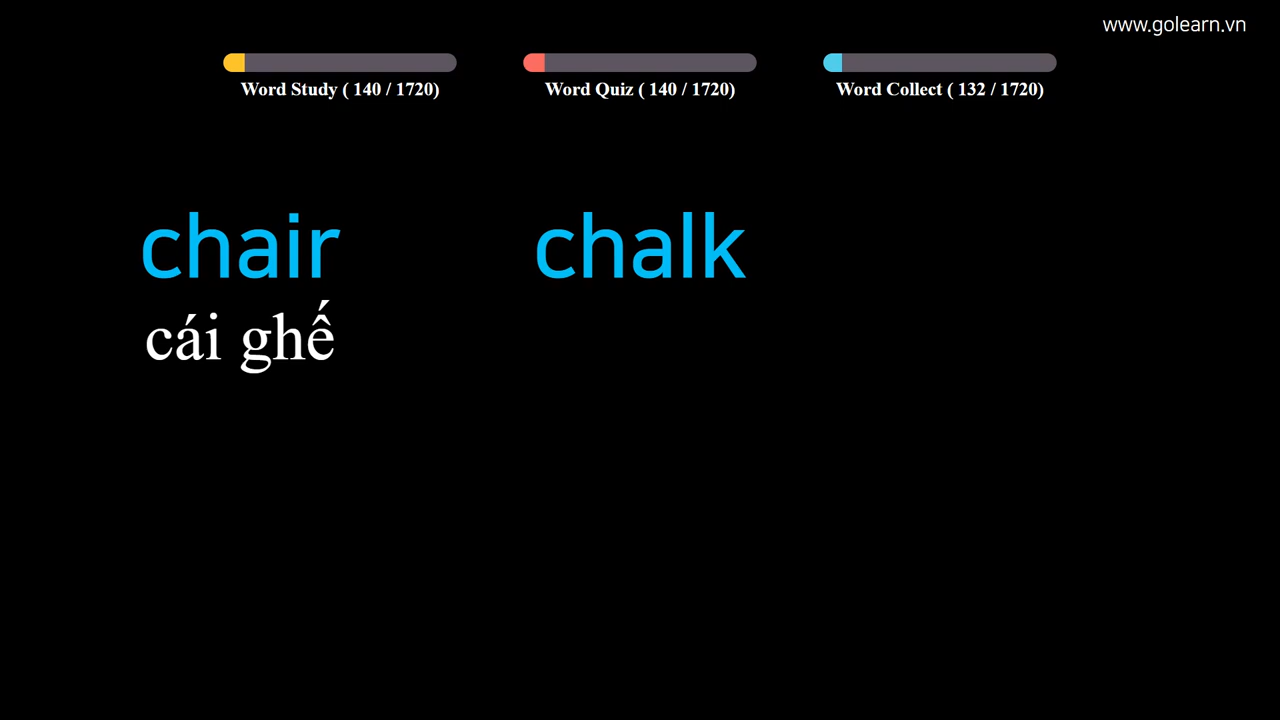 www.golearn.vn
Word Study ( 140 / 1720)
Word Quiz ( 140 / 1720)
Word Collect ( 132 / 1720)
chair
chalk
cái ghế